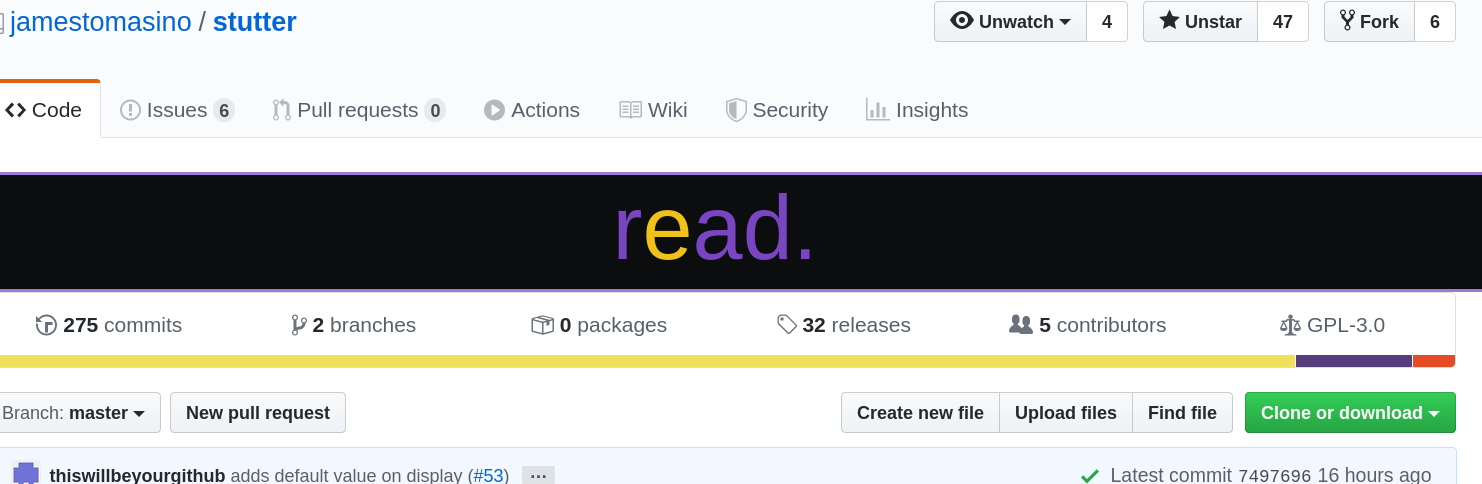 jamestomasino / stutter Unwatch 4 Unstar 47 Fork 6
Code Issues 6 Pull requests 0 Actions Wiki Security Insights
read.
275 commits 2 branches 0 packages 32 releases 5 contributors GPL-3.0
Branch: master New pull request Create new file Upload files Find file Clone or download
thiswillbeyourgithub adds default value on display (#53) ... Latest commit 7497696 16 hours ago